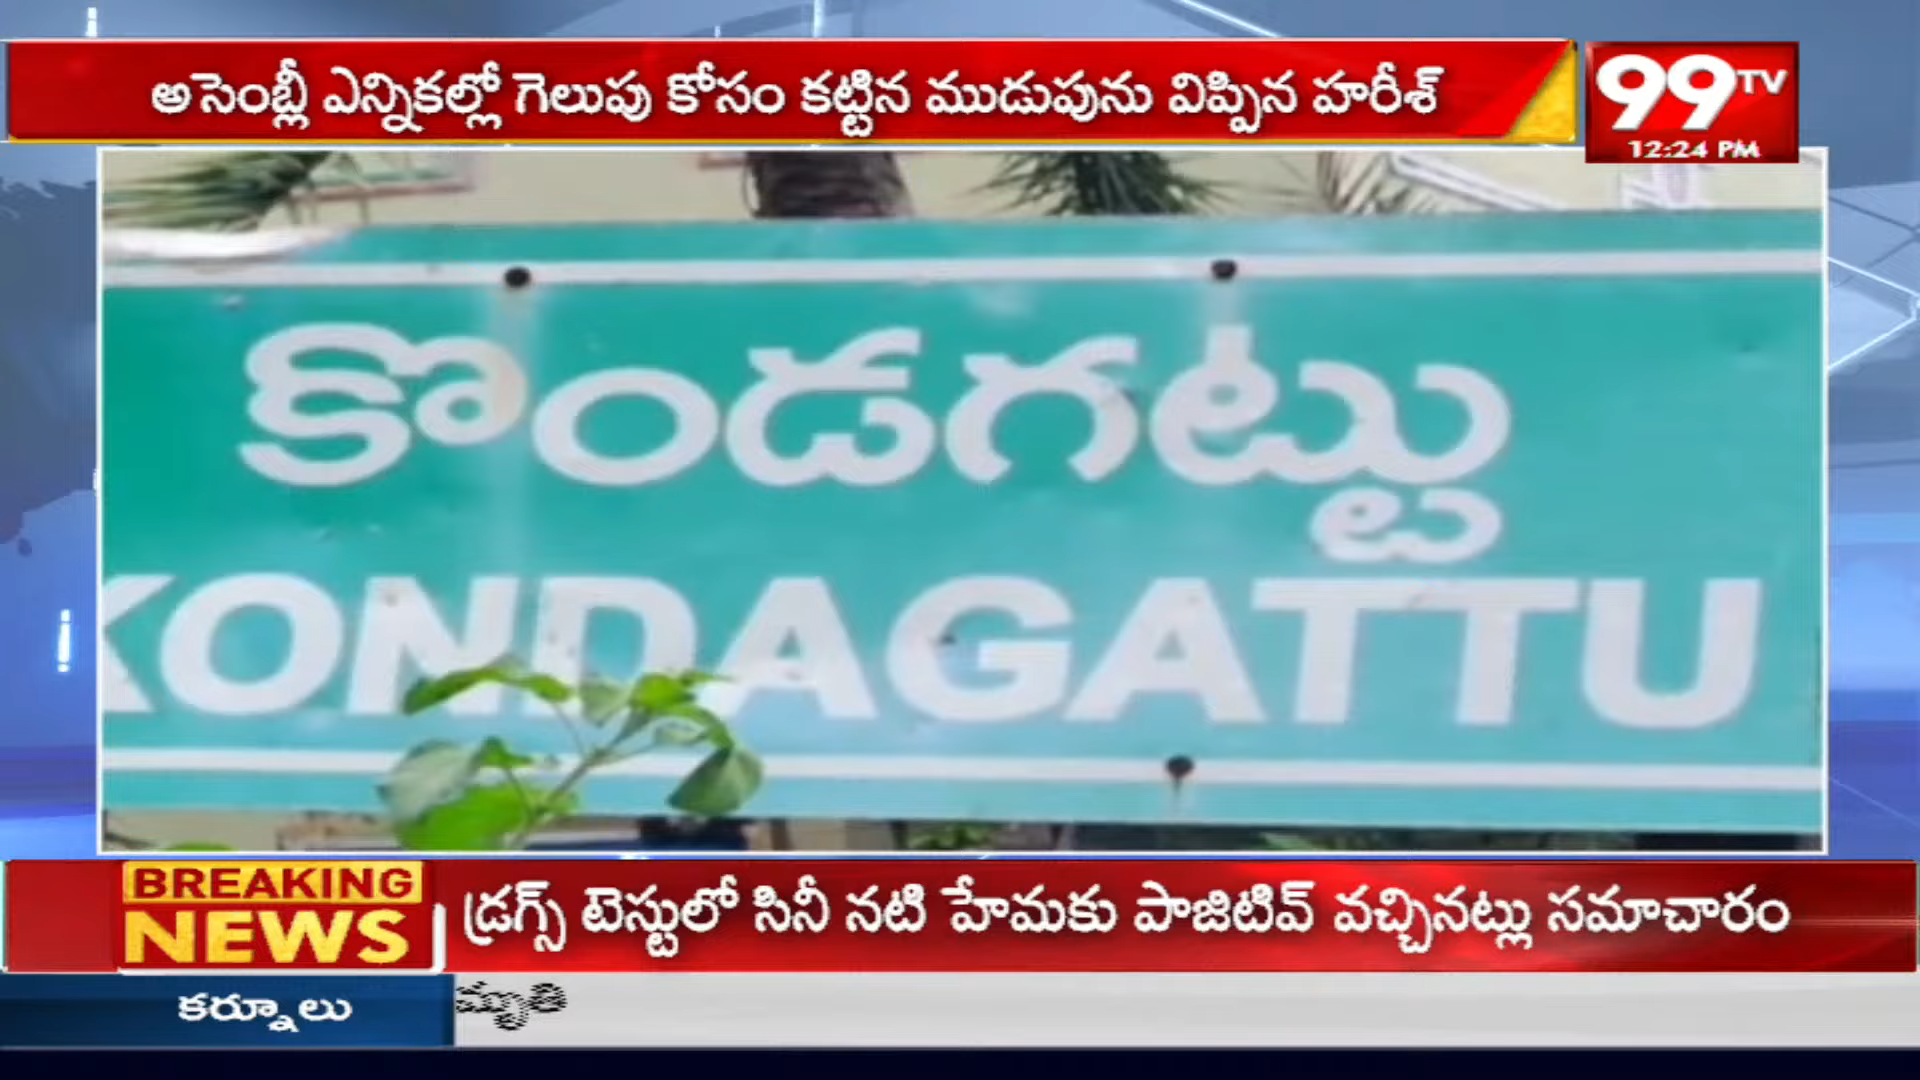 అసెంబ్లీ ఎన్నికల్లో గెలుపు కోసం కట్టిన ముడుపును విప్పిన హరీశ్
99TV
12:24 PM
కొండగట్టు
KONDAGATTU
BREAKING
NEWS
డ్రగ్స్ టెస్టులో సినీ నటి హేమకు పాజిటివ్ వచ్చినట్లు సమాచారం
కర్నూలు
మృతి